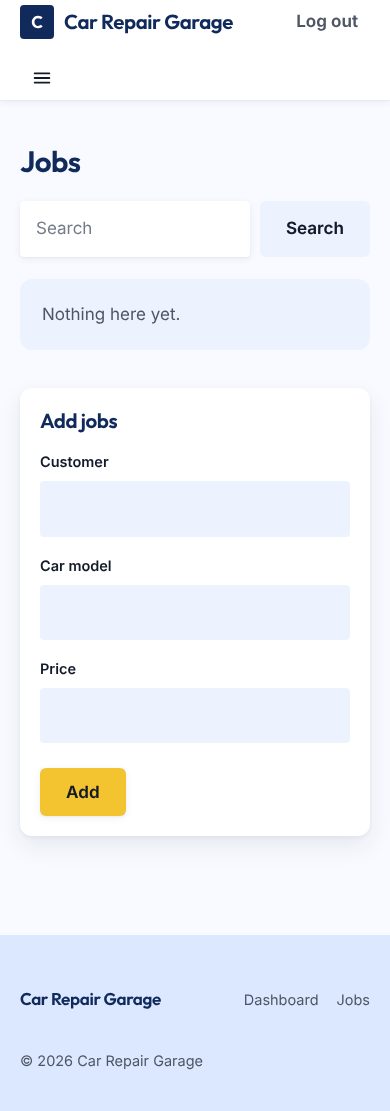 C Car Repair Garage Log out
Jobs
Search Search
Nothing here yet.
Add jobs
Customer
Car model
Price
Add
Car Repair Garage Dashboard Jobs
© 2026 Car Repair Garage